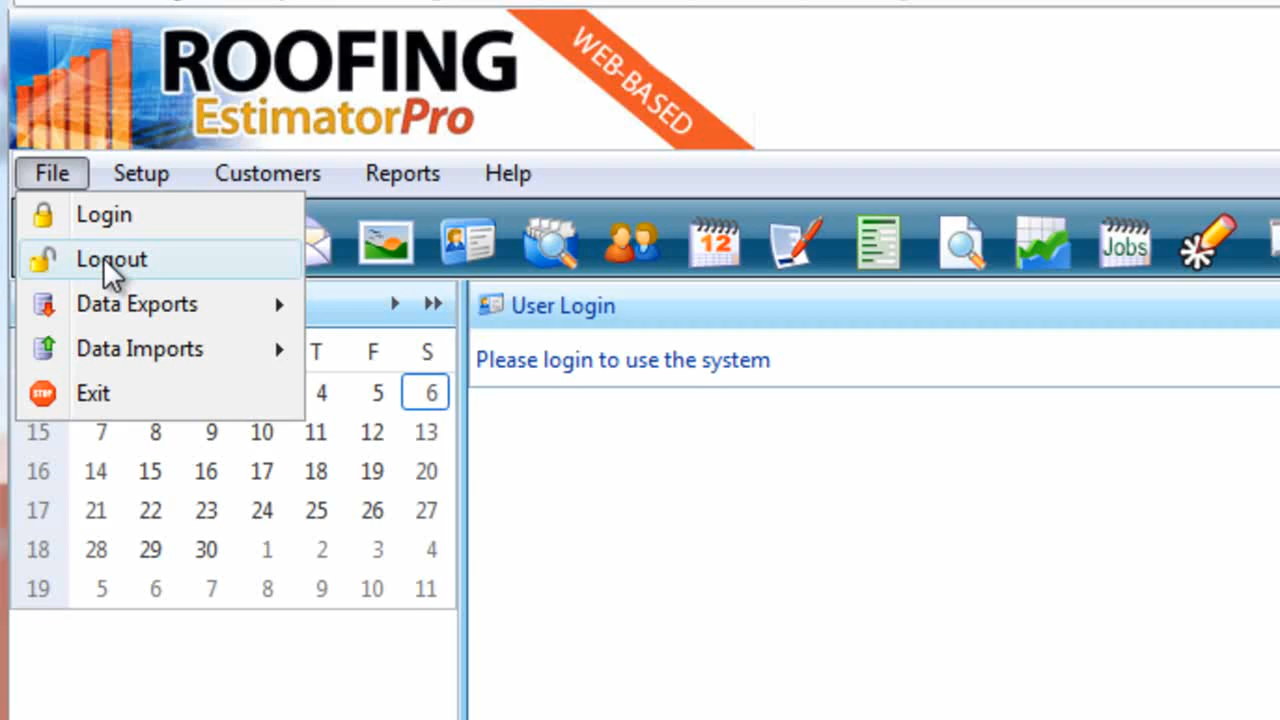 ROOFING
EstimatorPro
WEB-BASED
File Setup Customers Reports Help
Login
Logout
Data Exports
Data Imports
Exit
12
Jobs
User Login
Please login to use the system
T F S
4 5 6
15 7 8 9 10 11 12 13
16 14 15 16 17 18 19 20
17 21 22 23 24 25 26 27
18 28 29 30 1 2 3 4
19 5 6 7 8 9 10 11
STOP